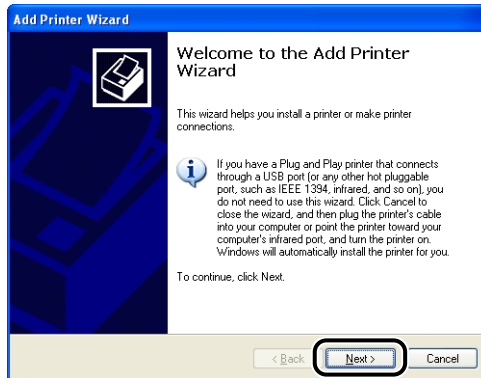 Add Printer Wizard
Welcome to the Add Printer
Wizard
This wizard helps you install a printer or make printer
connections.
If you have a Plug and Play printer that connects
through a USB port (or any other hot pluggable
port, such as IEEE 1394, infrared, and so on), you
do not need to use this wizard. Click Cancel to
close the wizard, and then plug the printer's cable
into your computer or point the printer toward your
computer's infrared port, and turn the printer on.
Windows will automatically install the printer for you.
To continue, click Next.
< Back Next > Cancel